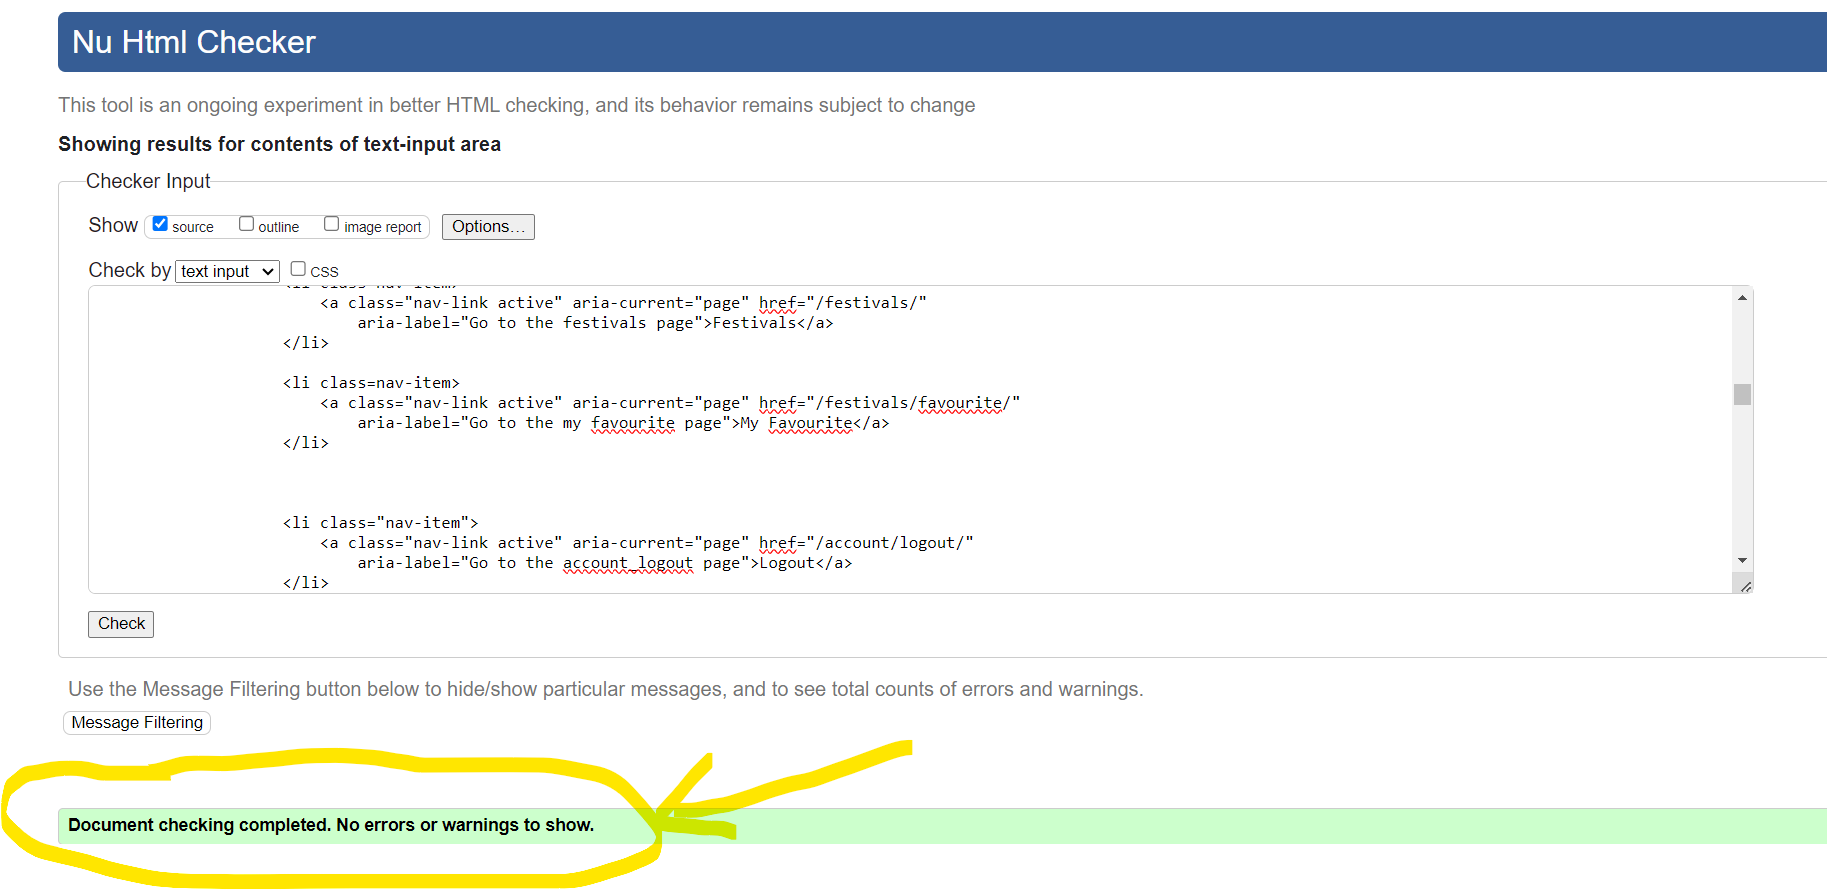 Nu Html Checker
This tool is an ongoing experiment in better HTML checking, and its behavior remains subject to change
Showing results for contents of text-input area
Checker Input
Show source outline image report Options...
Check by text input CSS
<li class=nav-item>
<a class="nav-link active" aria-current="page" href="/festivals/"
aria-label="Go to the festivals page">Festivals</a>
</li>
<li class=nav-item>
<a class="nav-link active" aria-current="page" href="/festivals/favourite/"
aria-label="Go to the my favourite page">My Favourite</a>
</li>
<li class="nav-item">
<a class="nav-link active" aria-current="page" href="/account/logout/"
aria-label="Go to the account_logout page">Logout</a>
</li>
Check
Use the Message Filtering button below to hide/show particular messages, and to see total counts of errors and warnings.
Message Filtering
Document checking completed. No errors or warnings to show.